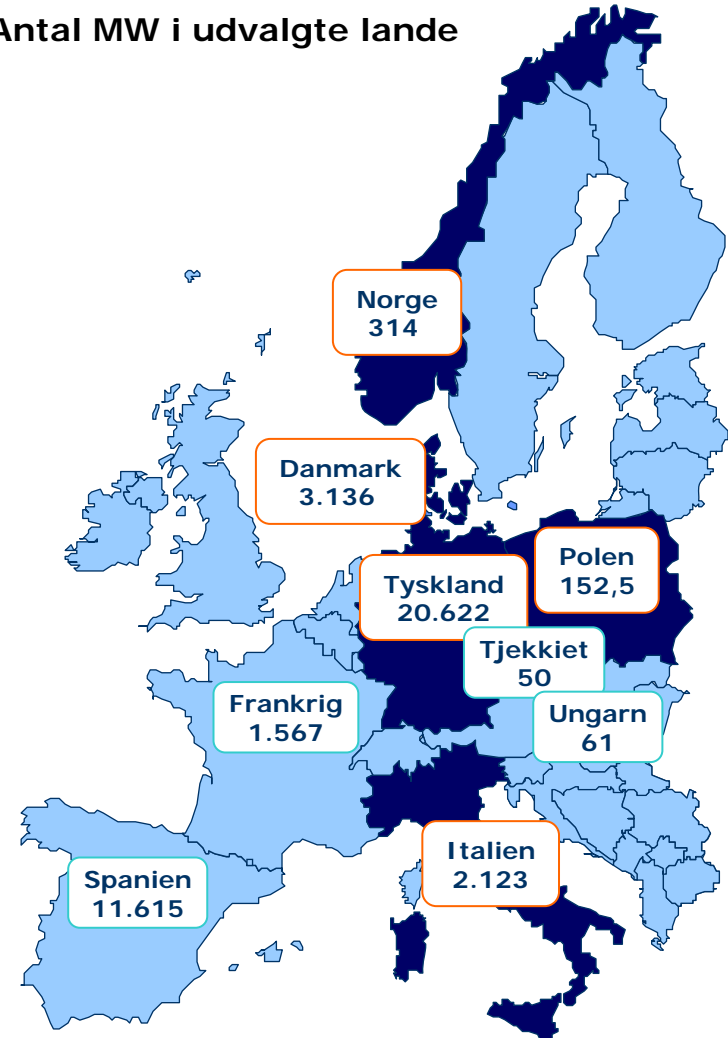 Antal MW i udvalgte lande
Norge
314
Danmark
3.136
Polen
152,5
Tyskland
20.622
Tjekkiet
50
Frankrig
1.567
Ungarn
61
Italien
2.123
Spanien
11.615